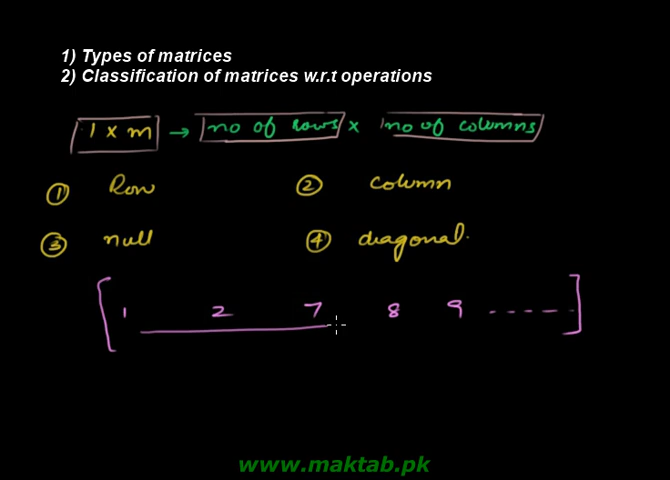 1) Types of matrices
2) Classification of matrices w.r.t operations
1 x m → no of rows x no of columns
① Row ② column
③ null ④ diagonal.
[ 1 2 7 8 9 ----- ]
www.maktab.pk